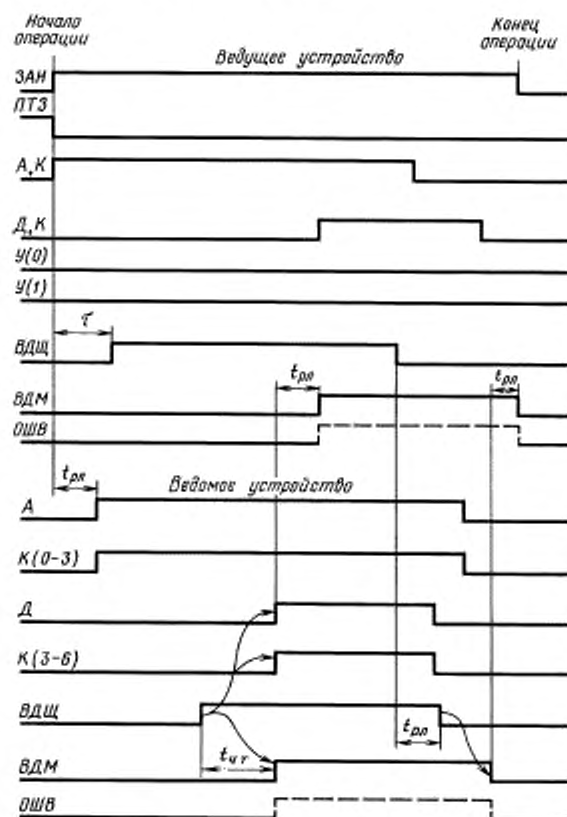 Начало
операции
Конец
операции
Ведущее устройство
ЗАН
ПТЗ
А,К
Д,К
У(0)
У(1)
τ
ВДЩ
tрл
tрл
ВДМ
ОШВ
tрл
Ведомое устройство
А
К(0-3)
Д
К(3-6)
ВДЩ
tрл
tчт
ВДМ
ОШВ